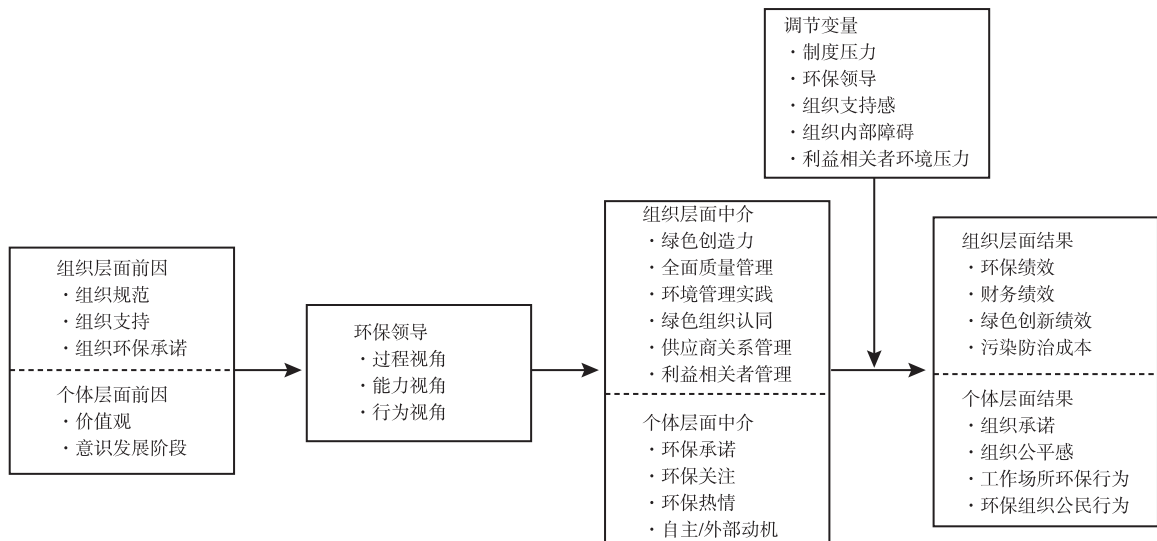 调节变量
·制度压力
·环保领导
·组织支持感
·组织内部障碍
·利益相关者环境压力
组织层面前因
·组织规范
·组织支持
·组织环保承诺
个体层面前因
·价值观
·意识发展阶段
环保领导
·过程视角
·能力视角
·行为视角
组织层面中介
·绿色创造力
·全面质量管理
·环境管理实践
·绿色组织认同
·供应商关系管理
·利益相关者管理
个体层面中介
·环保承诺
·环保关注
·环保热情
·自主/外部动机
组织层面结果
·环保绩效
·财务绩效
·绿色创新绩效
·污染防治成本
个体层面结果
·组织承诺
·组织公平感
·工作场所环保行为
·环保组织公民行为